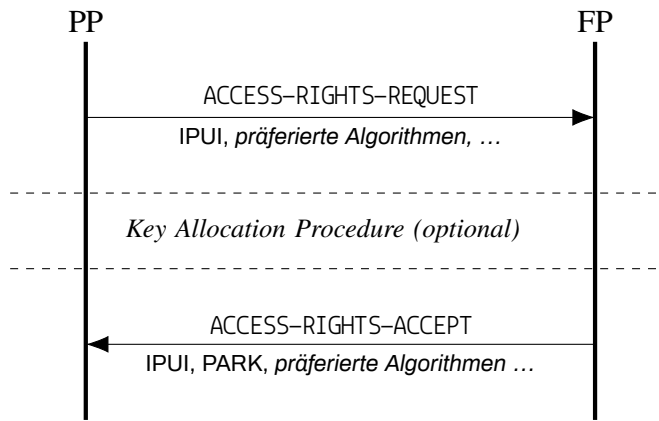 PP FP
ACCESS–RIGHTS–REQUEST
IPUI, präferierte Algorithmen, …
Key Allocation Procedure (optional)
ACCESS–RIGHTS–ACCEPT
IPUI, PARK, präferierte Algorithmen …